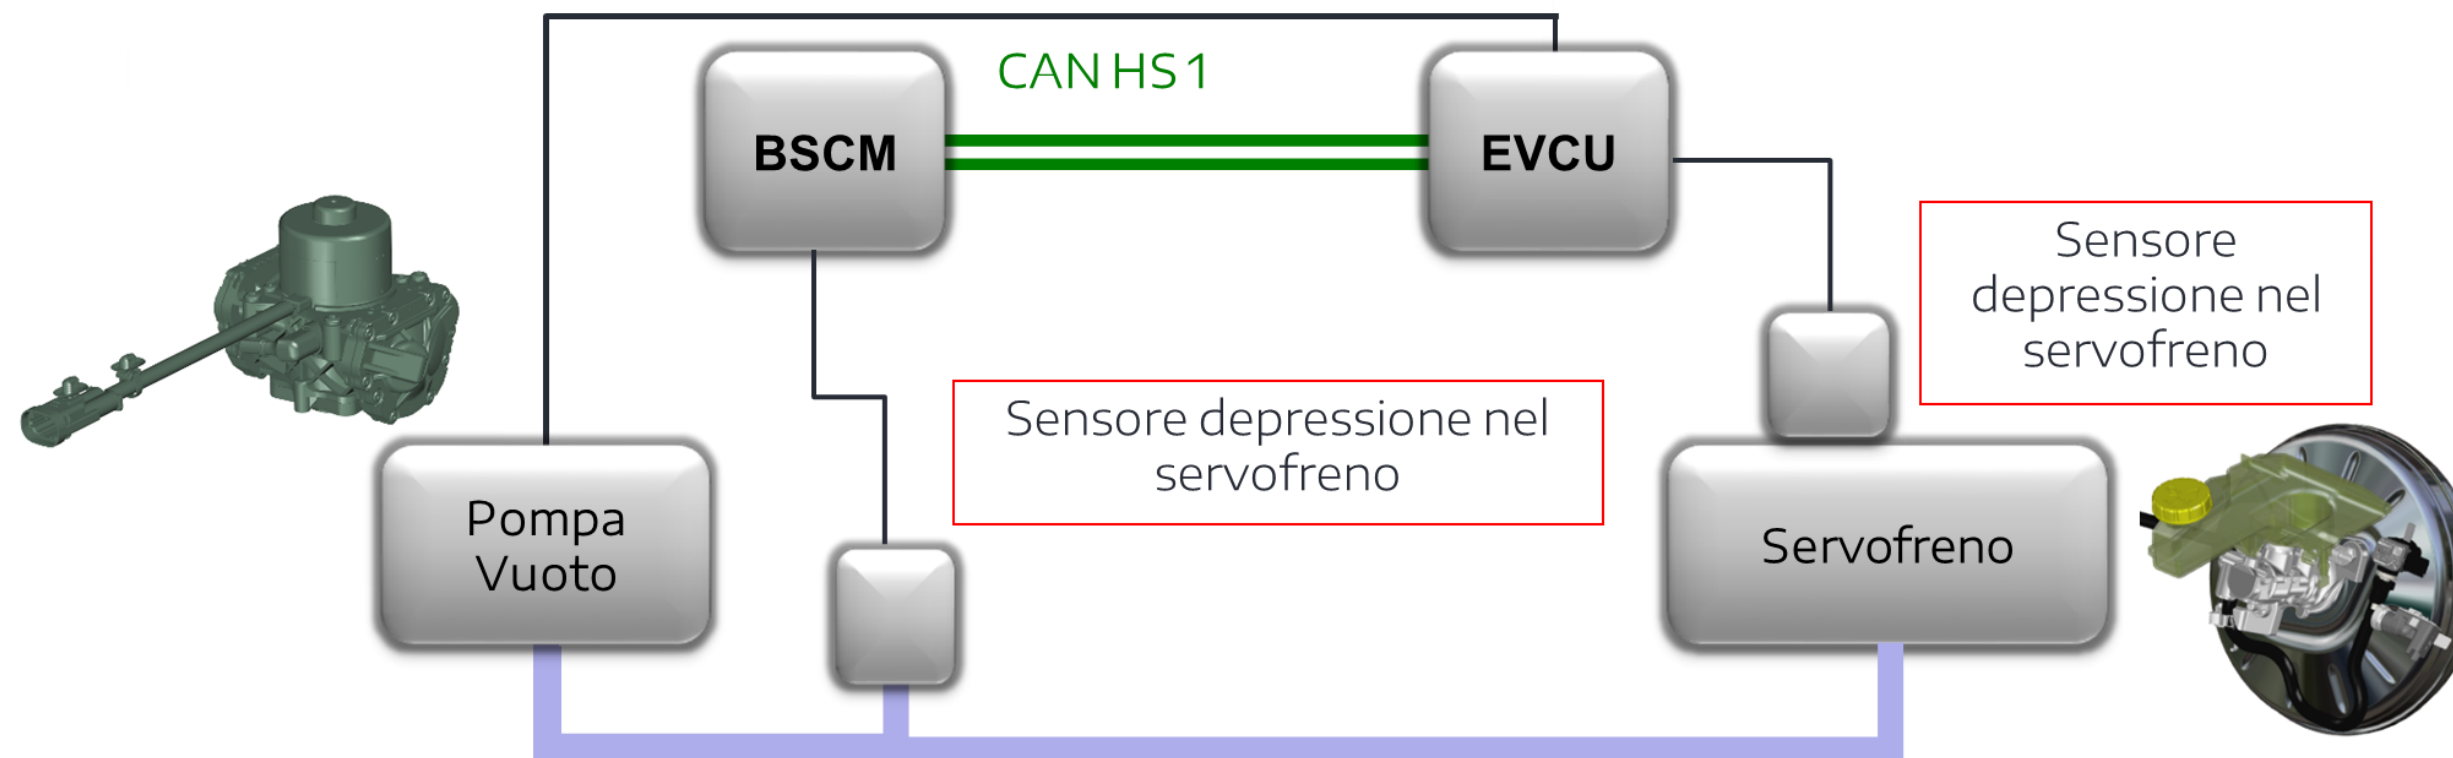 CAN HS 1
BSCM
EVCU
Sensore
depressione nel
servofreno
Sensore depressione nel
servofreno
Pompa
Vuoto
Servofreno